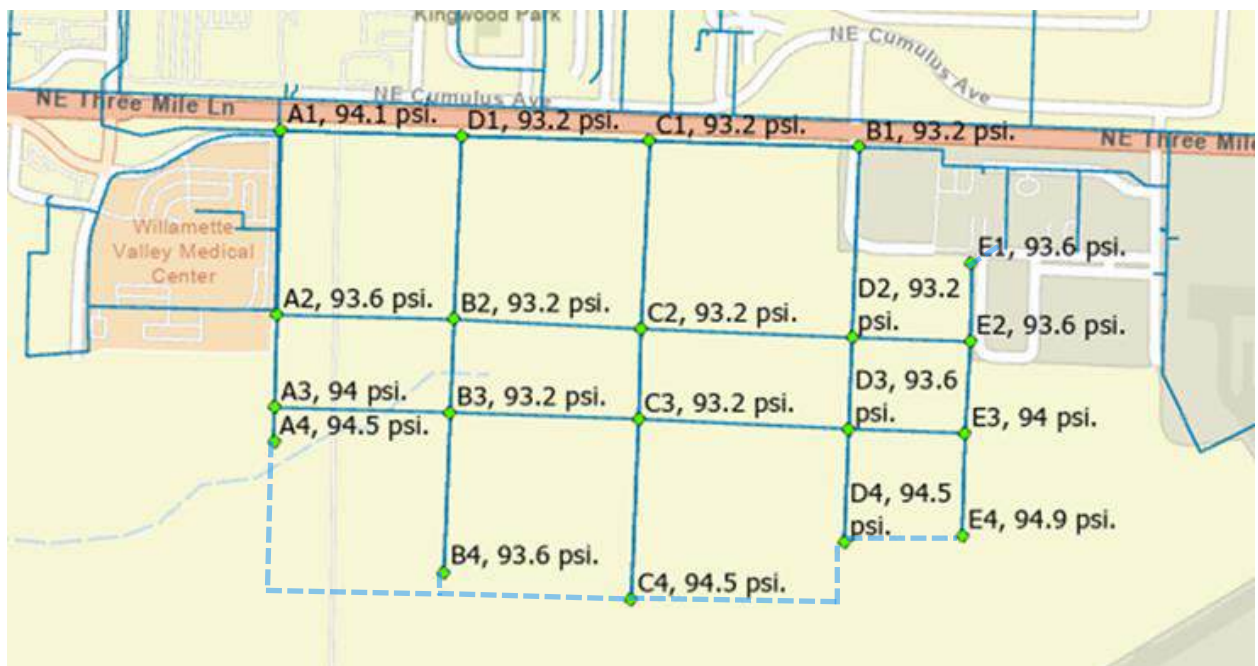 Kingwood Park
NE Cumulus Ave
NE Three Mile Ln
NE Cumulus Ave
A1, 94.1 psi.
D1, 93.2 psi.
C1, 93.2 psi.
B1, 93.2 psi.
NE Three Mile
Willamette
Valley Medical
Center
E1, 93.6 psi.
A2, 93.6 psi.
B2, 93.2 psi.
C2, 93.2 psi.
D2, 93.2
psi.
E2, 93.6 psi.
A3, 94 psi.
B3, 93.2 psi.
C3, 93.2 psi.
D3, 93.6
psi.
E3, 94 psi.
A4, 94.5 psi.
D4, 94.5
psi.
E4, 94.9 psi.
B4, 93.6 psi.
C4, 94.5 psi.